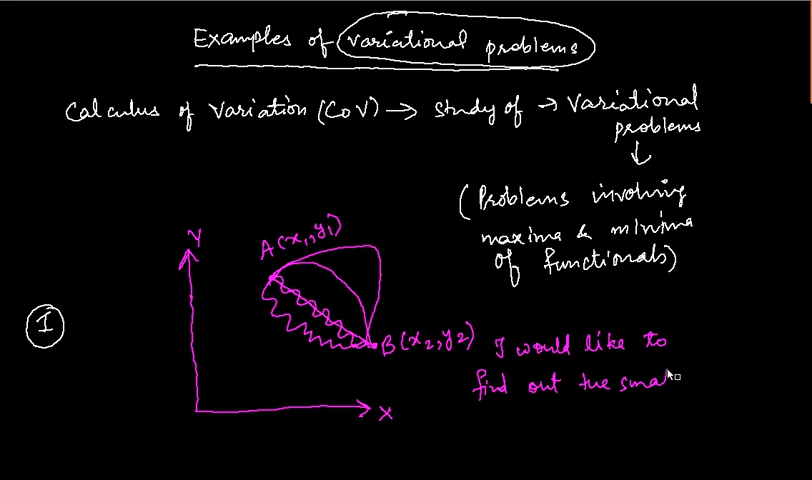 Examples of variational problems
Calculus of Variation (CoV) → Study of → Variational
problems
(Problems involving
maxima & minima
of functionals)
Y
A(x1, y1)
I
B(x2, y2) I would like to
find out the smal
X